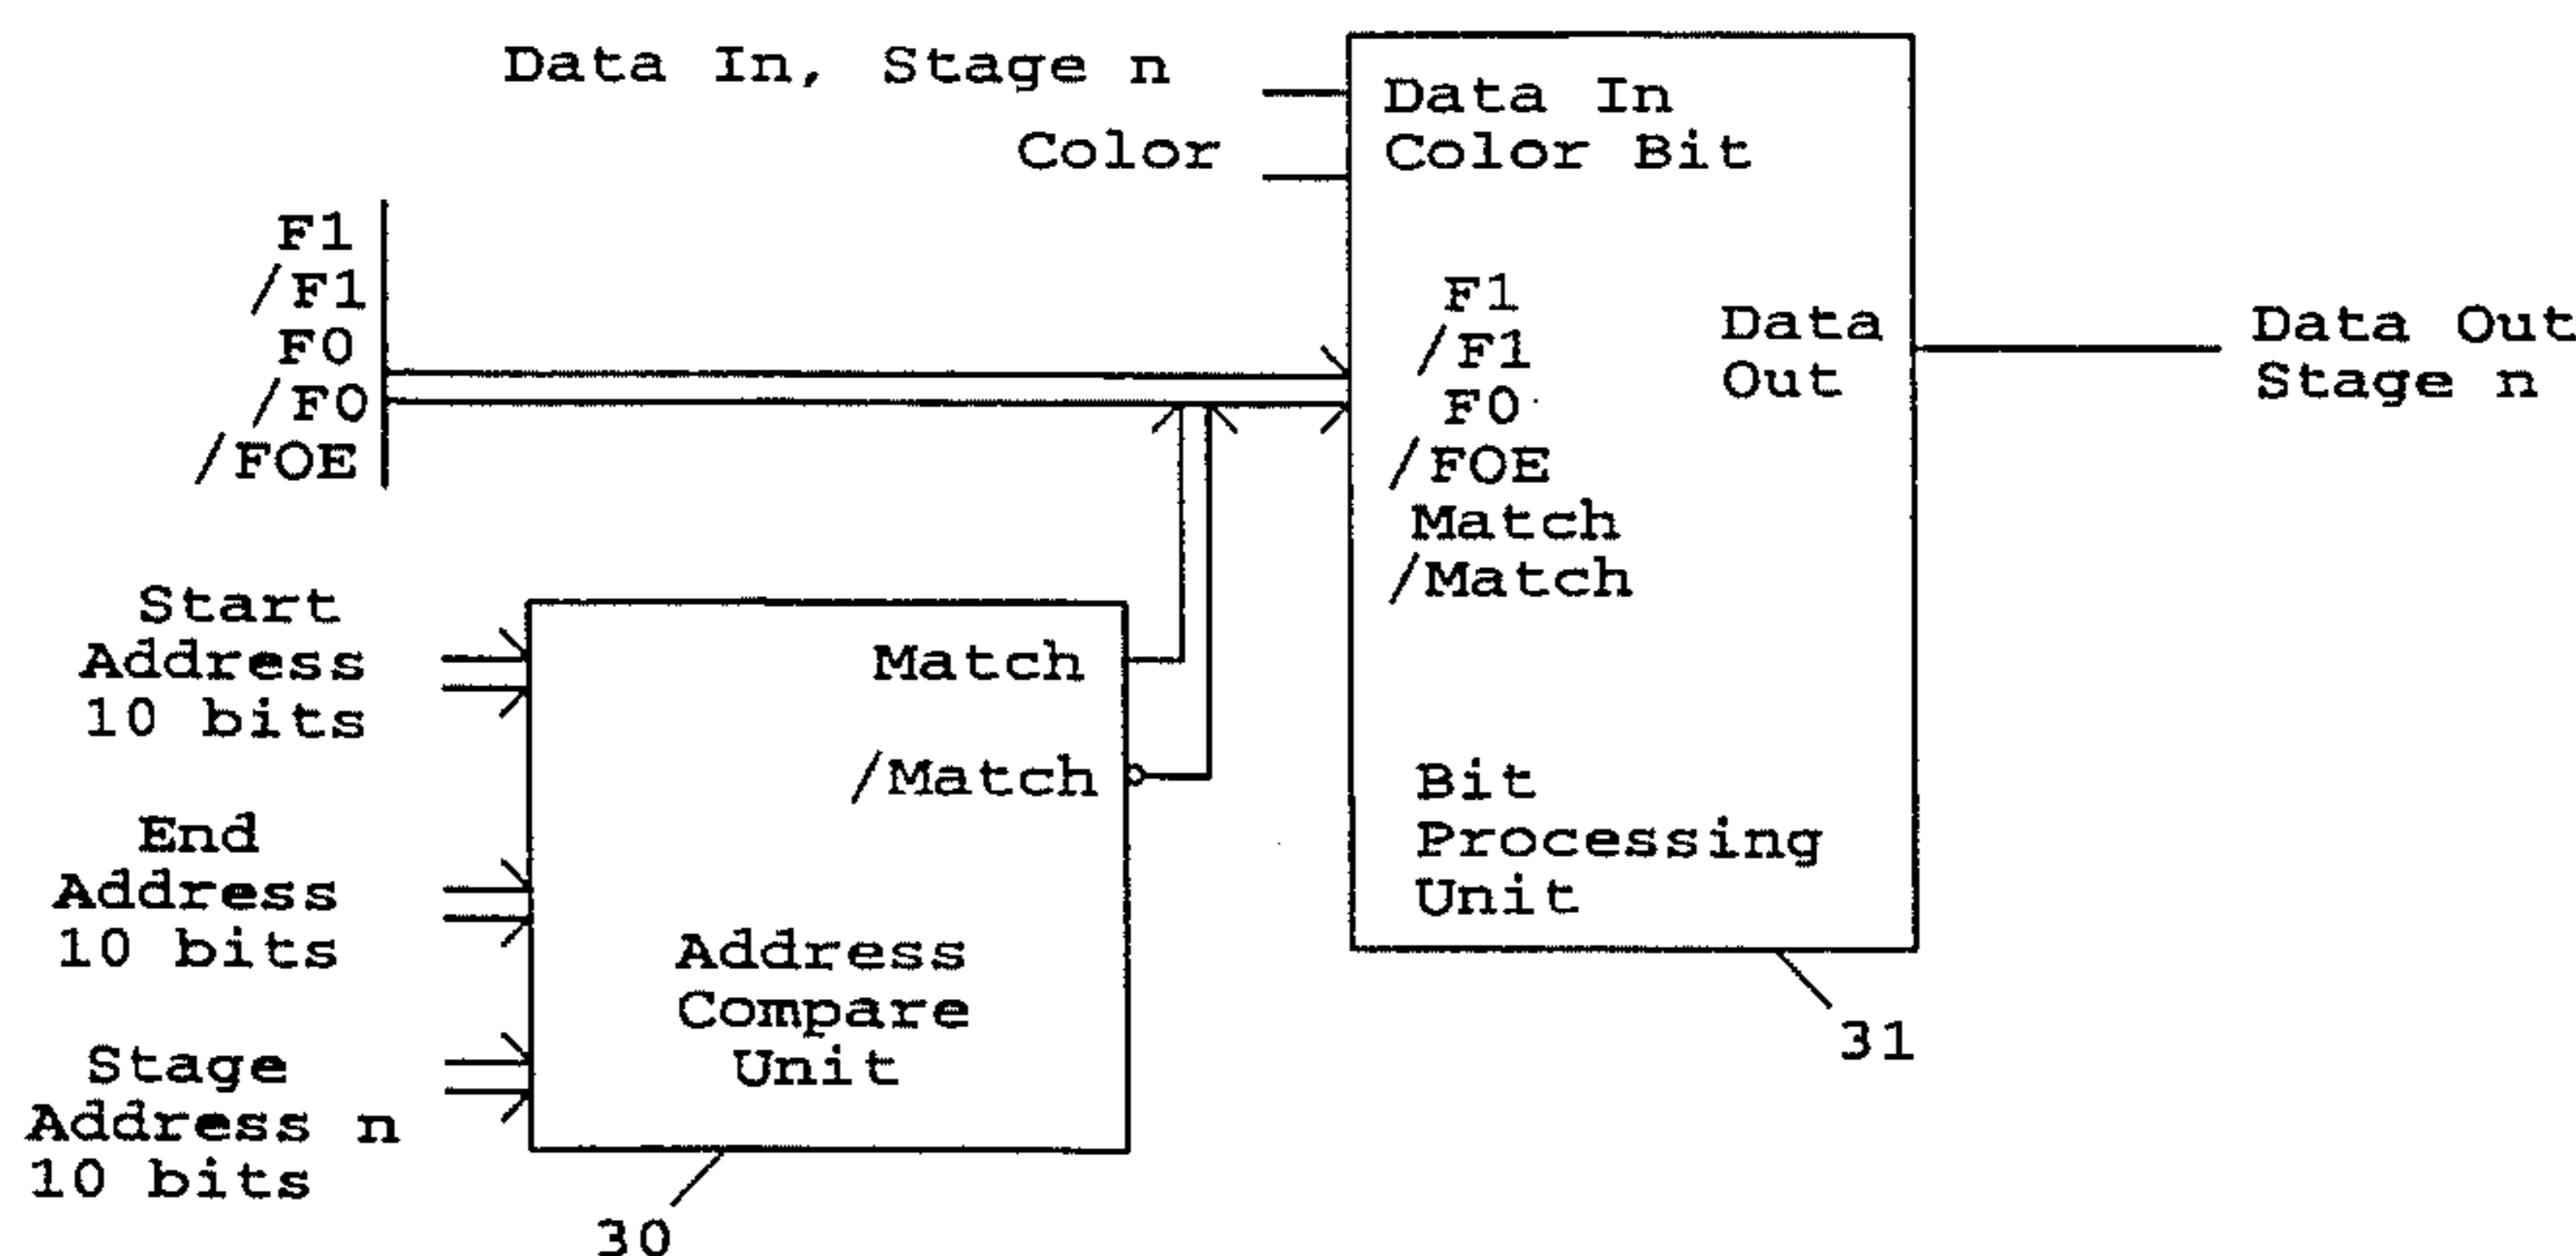 Data In, Stage n
Color
F1
/F1
F0
/F0
/FOE
Start
Address
10 bits
End
Address
10 bits
Stage
Address n
10 bits
Match
/Match
Address
Compare
Unit
30
Data In
Color Bit
F1
/F1
F0
/FOE
Match
/Match
Data
Out
Bit
Processing
Unit
31
Data Out
Stage n